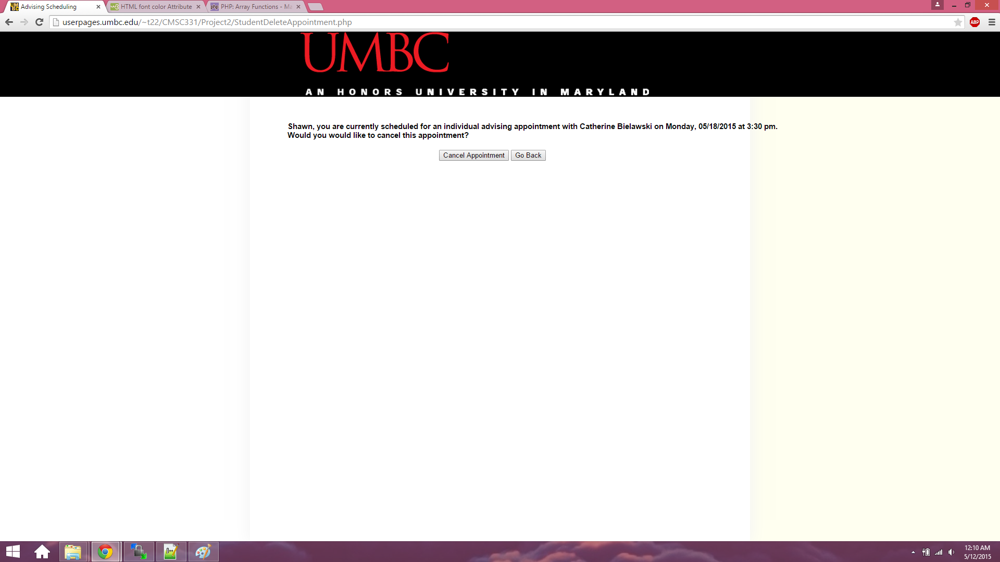 Advising Scheduling
HTML font color Attribute
PHP: Array Functions - Ma
userpages.umbc.edu/~t22/CMSC331/Project2/StudentDeleteAppointment.php
ABP
UMBC
AN HONORS UNIVERSITY IN MARYLAND
Shawn, you are currently scheduled for an individual advising appointment with Catherine Bielawski on Monday, 05/18/2015 at 3:30 pm.
Would you would like to cancel this appointment?
Cancel Appointment Go Back
12:10 AM
5/12/2015